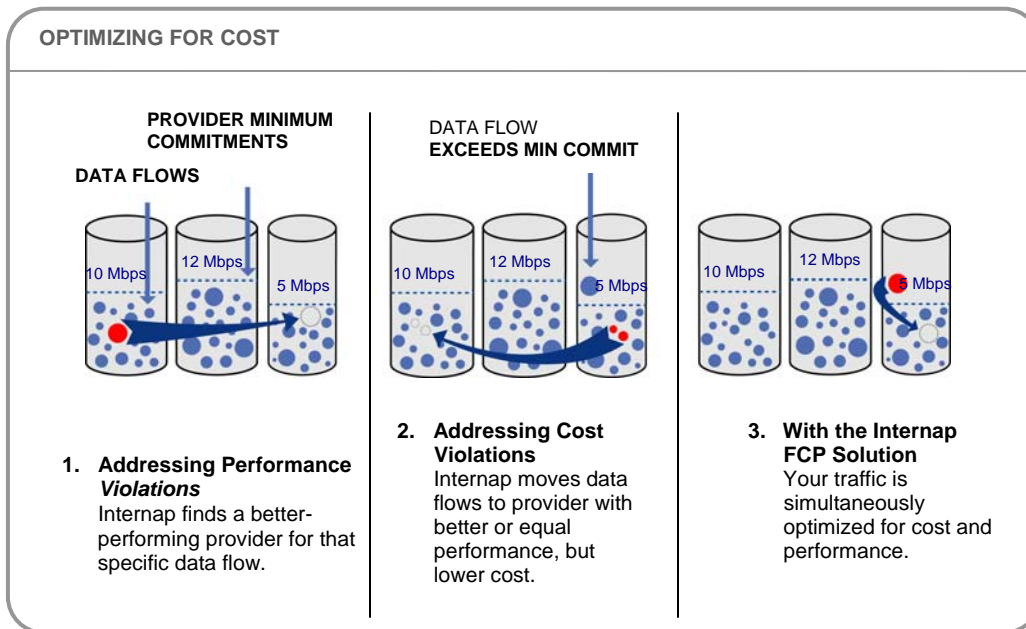 OPTIMIZING FOR COST
PROVIDER MINIMUM
COMMITMENTS
DATA FLOWS
10 Mbps
12 Mbps
5 Mbps
1. Addressing Performance
Violations
Internap finds a better-
performing provider for that
specific data flow.
DATA FLOW
EXCEEDS MIN COMMIT
10 Mbps
12 Mbps
5 Mbps
2. Addressing Cost
Violations
Internap moves data
flows to provider with
better or equal
performance, but
lower cost.
10 Mbps
12 Mbps
5 Mbps
3. With the Internap
FCP Solution
Your traffic is
simultaneously
optimized for cost and
performance.